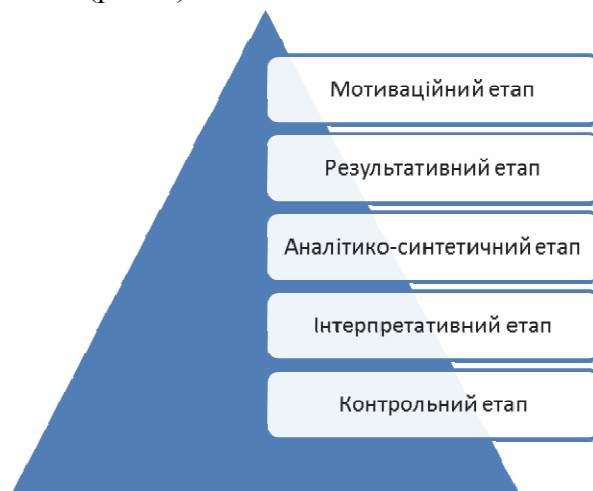 Мотиваційний етап
Результативний етап
Аналітико-синтетичний етап
Інтерпретативний етап
Контрольний етап